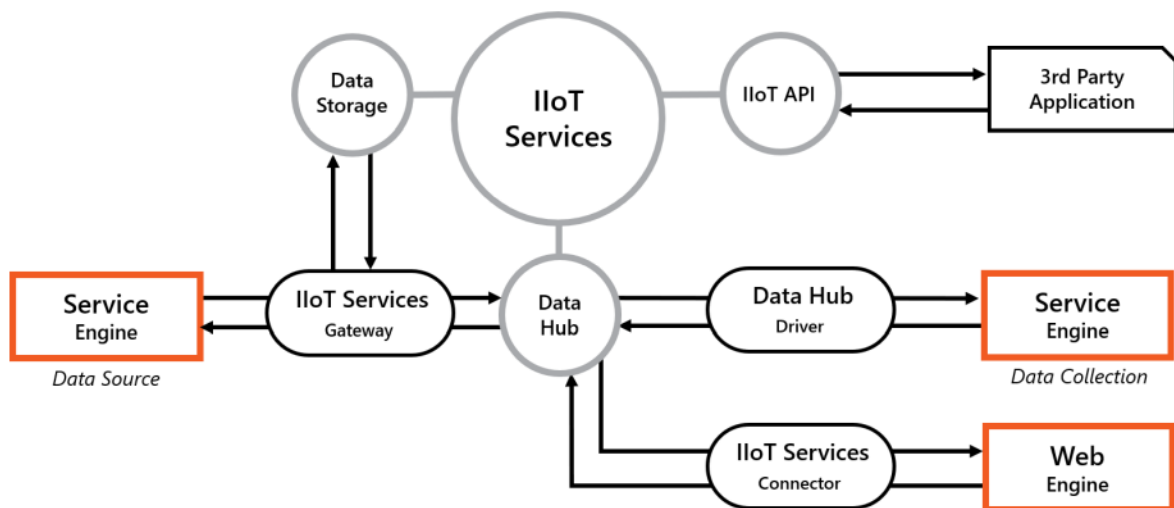 Data
Storage
IIoT
Services
IIoT API
3rd Party
Application
Service
Engine
Data Source
IIoT Services
Gateway
Data
Hub
Data Hub
Driver
Service
Engine
Data Collection
IIoT Services
Connector
Web
Engine